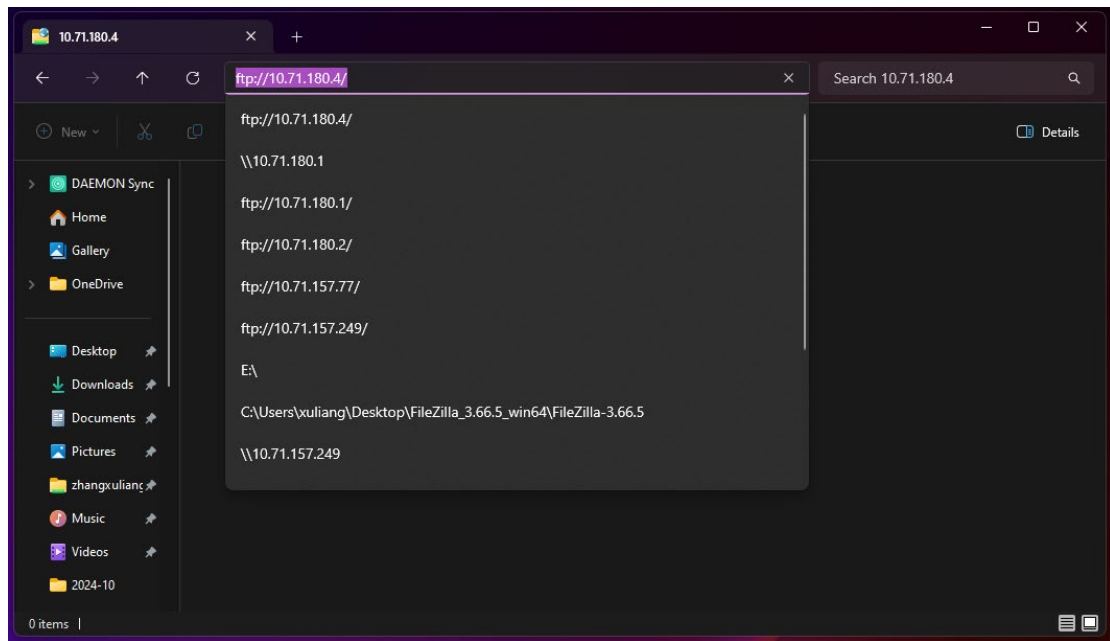 10.71.180.4
ftp://10.71.180.4/
Search 10.71.180.4
New
Details
ftp://10.71.180.4/
\\10.71.180.1
ftp://10.71.180.1/
ftp://10.71.180.2/
ftp://10.71.157.77/
ftp://10.71.157.249/
E:\
C:\Users\xuliang\Desktop\FileZilla_3.66.5_win64\FileZilla-3.66.5
\\10.71.157.249
DAEMON Sync
Home
Gallery
OneDrive
Desktop
Downloads
Documents
Pictures
zhangxuliang
Music
Videos
2024-10
0 items